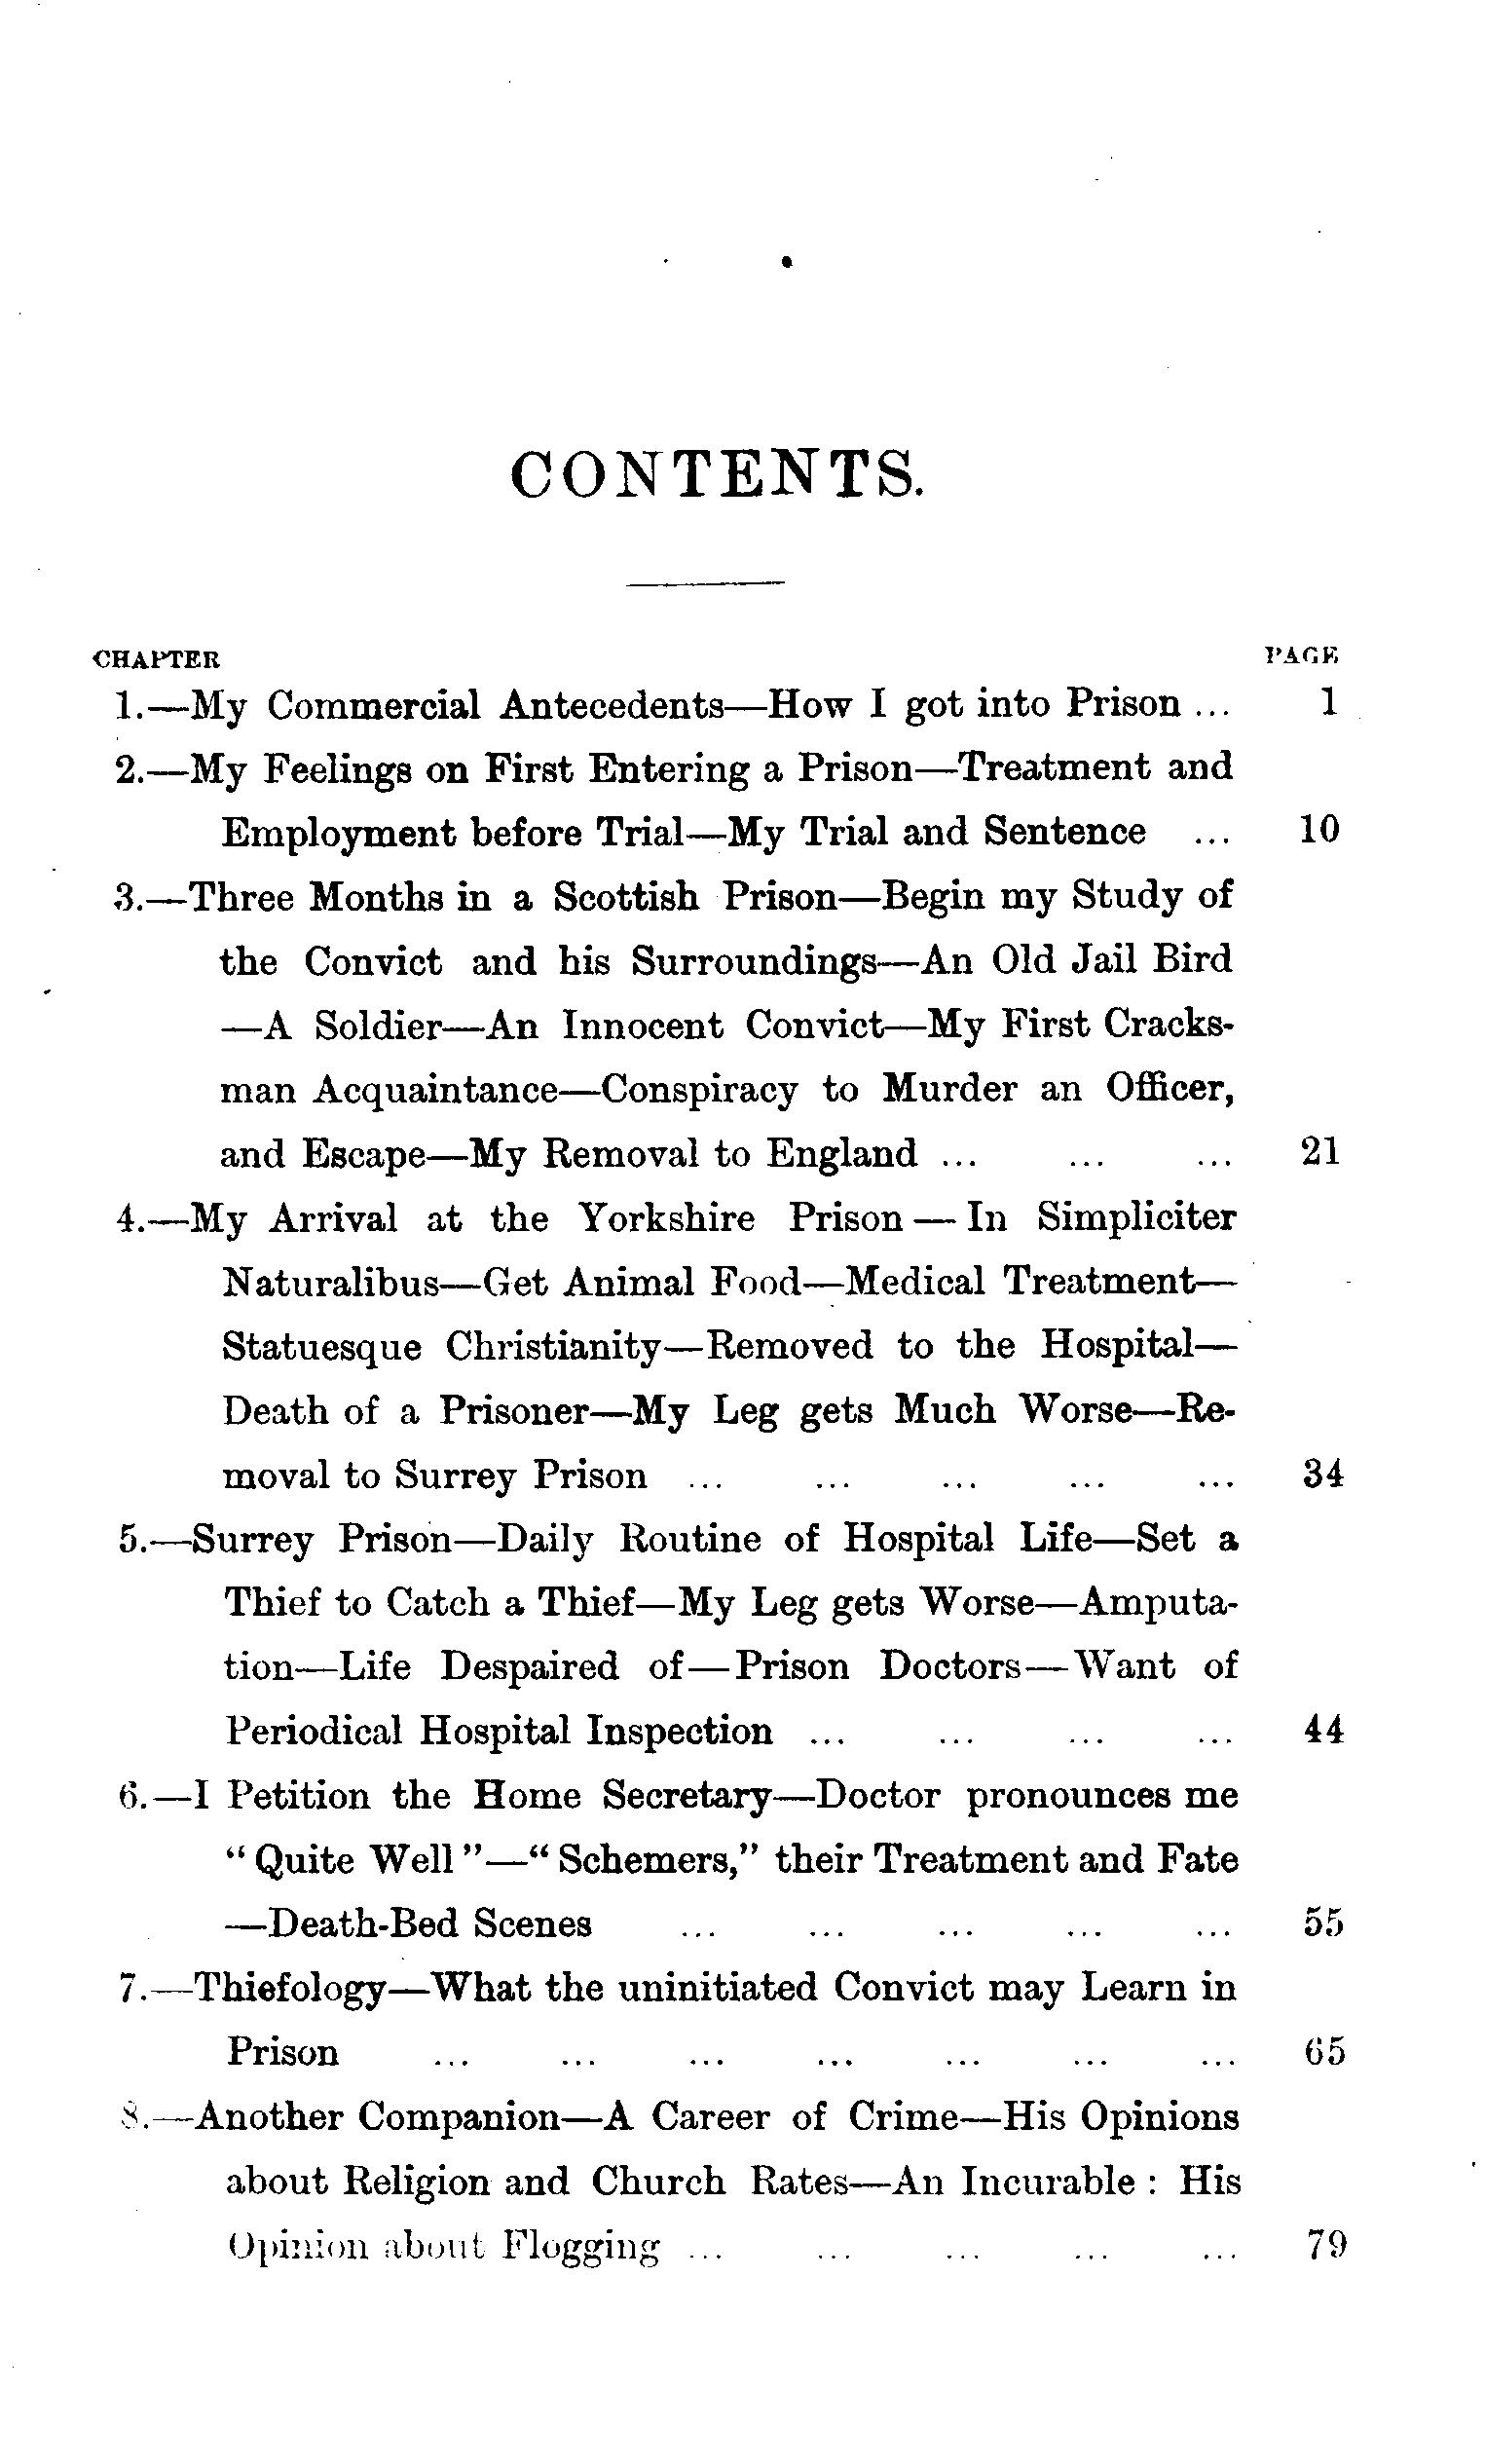 CONTENTS.
CHAPTER PAGE
1.—My Commercial Antecedents—How I got into Prison ... 1
2.—My Feelings on First Entering a Prison—Treatment and
Employment before Trial—My Trial and Sentence ... 10
3.—Three Months in a Scottish Prison—Begin my Study of
the Convict and his Surroundings—An Old Jail Bird
—A Soldier—An Innocent Convict—My First Cracks-
man Acquaintance—Conspiracy to Murder an Officer,
and Escape—My Removal to England ... ... ... 21
4.—My Arrival at the Yorkshire Prison — In Simpliciter
Naturalibus—Get Animal Food—Medical Treatment—
Statuesque Christianity—Removed to the Hospital—
Death of a Prisoner—My Leg gets Much Worse—Re-
moval to Surrey Prison ... ... ... ... ... 34
5.—Surrey Prison—Daily Routine of Hospital Life—Set a
Thief to Catch a Thief—My Leg gets Worse—Amputa-
tion—Life Despaired of—Prison Doctors—Want of
Periodical Hospital Inspection ... ... ... ... 44
6.—I Petition the Home Secretary—Doctor pronounces me
"Quite Well"—"Schemers," their Treatment and Fate
—Death-Bed Scenes ... ... ... ... ... 55
7.—Thiefology—What the uninitiated Convict may Learn in
Prison ... ... ... ... ... ... ... 65
8.—Another Companion—A Career of Crime—His Opinions
about Religion and Church Rates—An Incurable : His
Opinion about Flogging ... ... ... ... ... 79